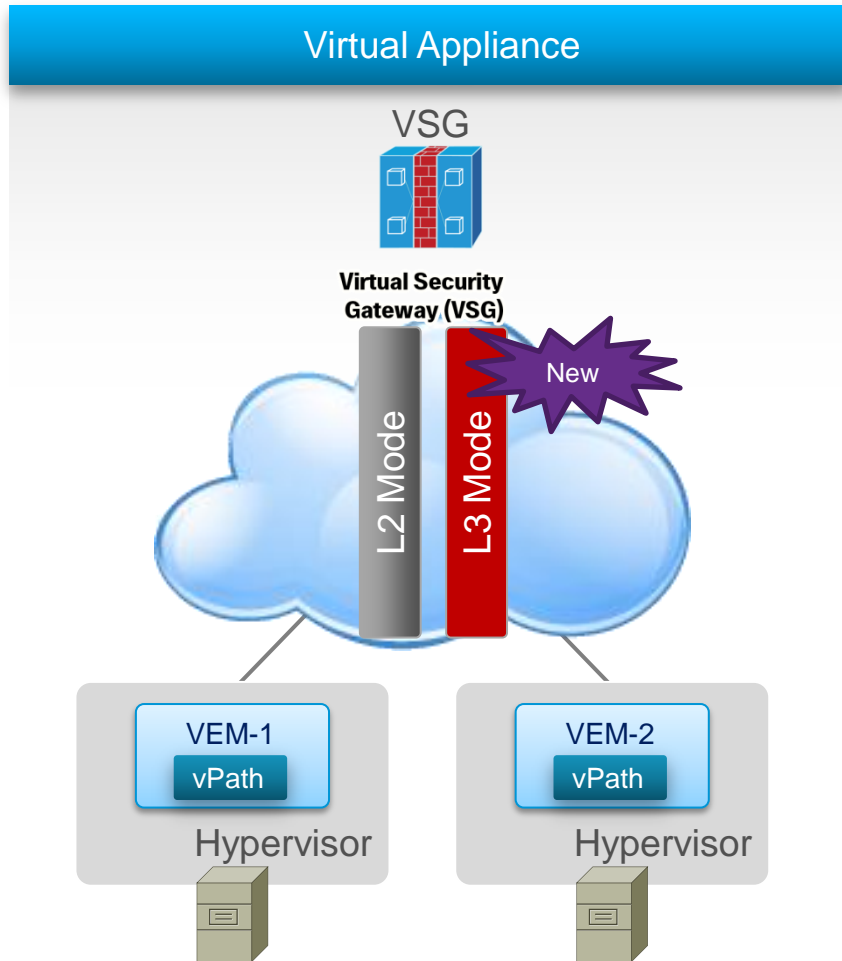 Virtual Appliance
VSG
Virtual Security
Gateway (VSG)
New
L2 Mode
L3 Mode
VEM-1
vPath
Hypervisor
VEM-2
vPath
Hypervisor